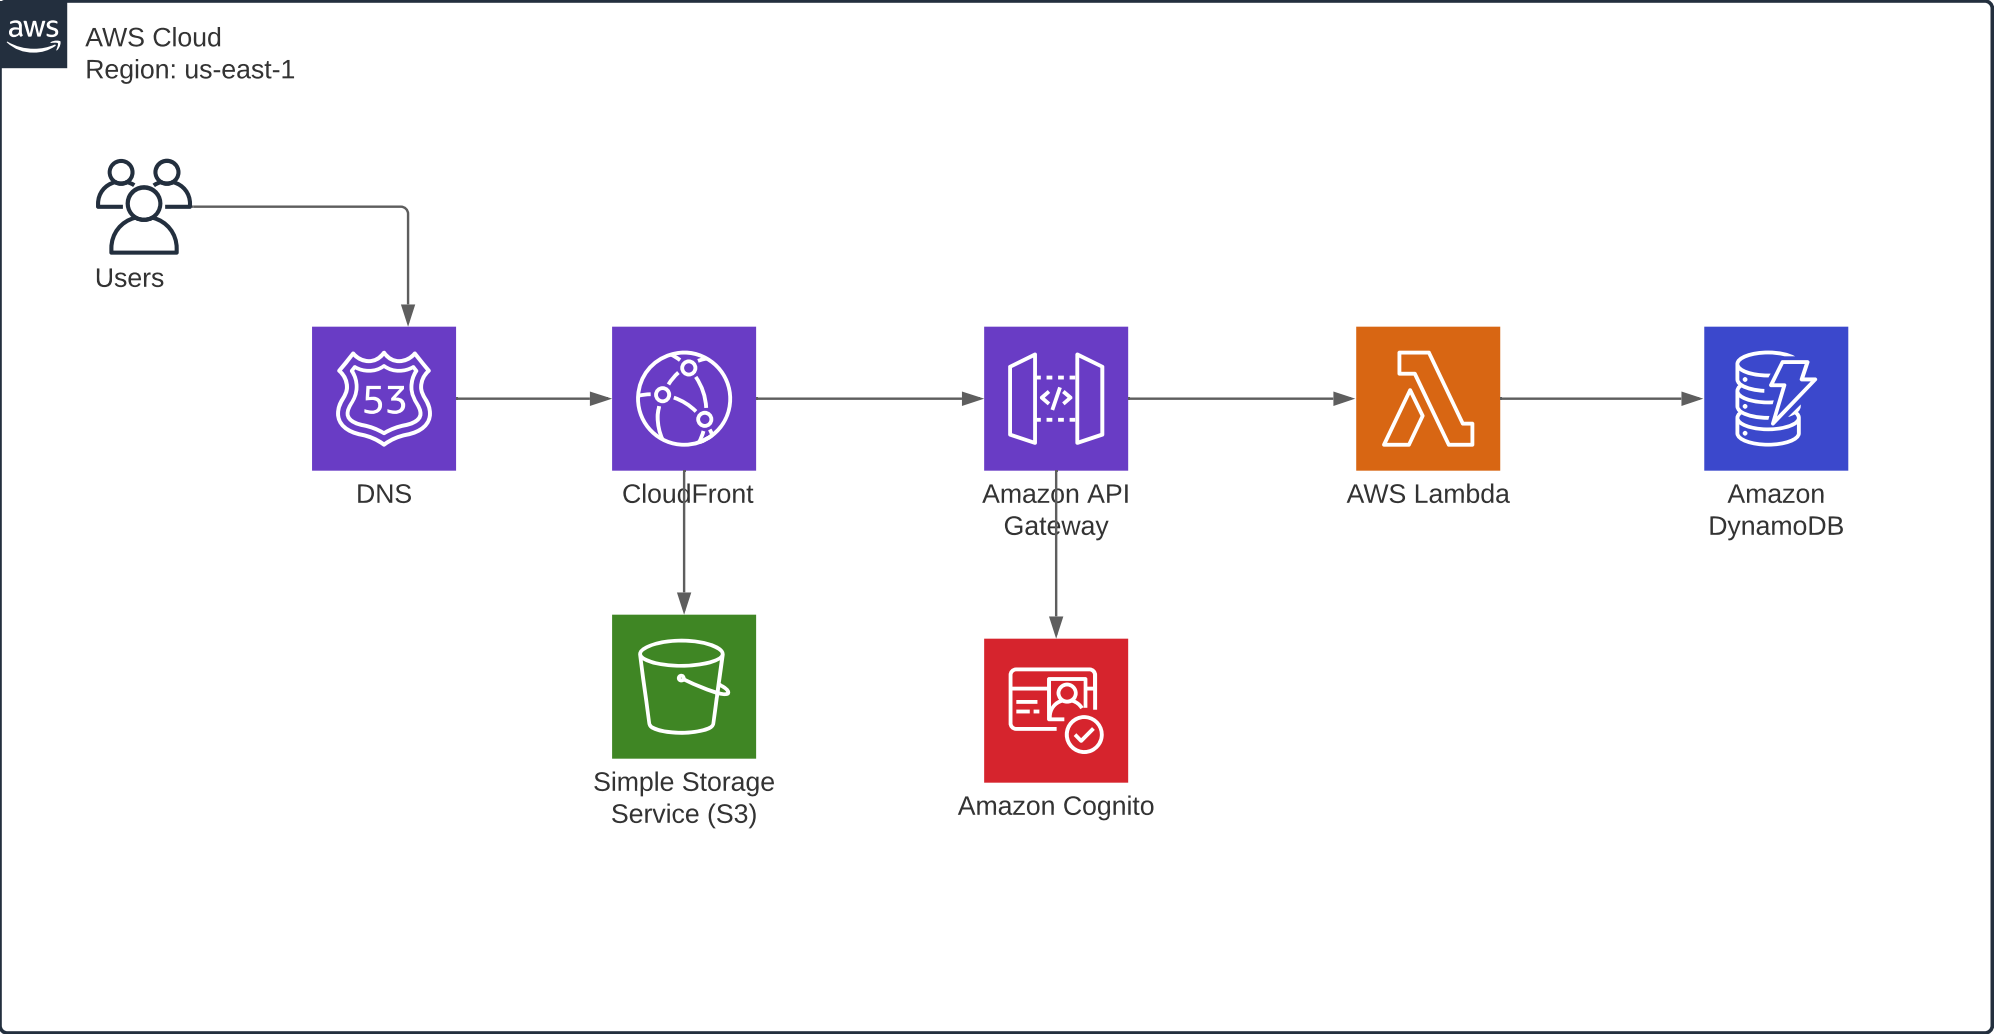 aws
AWS Cloud
Region: us-east-1
Users
53
DNS
CloudFront
</>
Amazon API
Gateway
AWS Lambda
Amazon
DynamoDB
Simple Storage
Service (S3)
Amazon Cognito